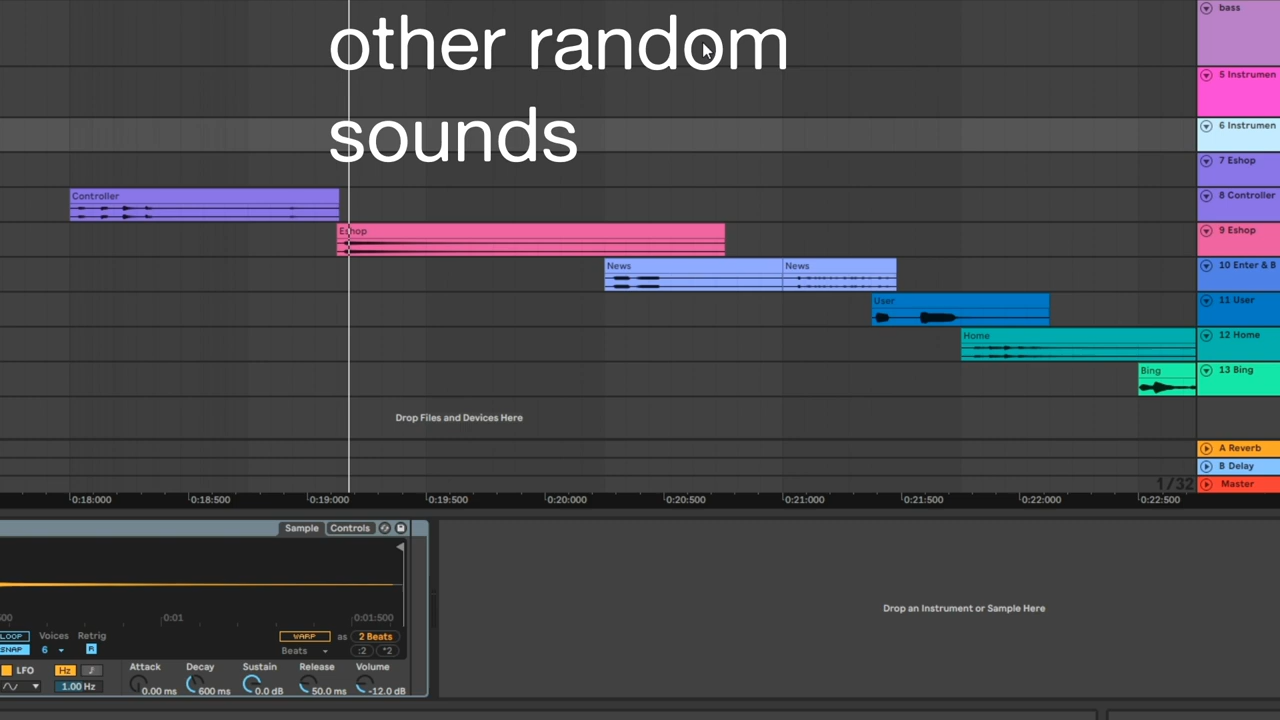 other random
sounds
bass
5 Instrumen
6 Instrumen
7 Eshop
Controller
8 Controller
Eshop
9 Eshop
News
News
10 Enter & B
User
11 User
Home
12 Home
Bing
13 Bing
Drop Files and Devices Here
A Reverb
B Delay
Master
1/32
0:18:000
0:18:500
0:19:000
0:19:500
0:20:000
0:20:500
0:21:000
0:21:500
0:22:000
0:22:500
Sample
Controls
500
0:01
0:01:500
LOOP
Voices
Retrig
WARP
as
2 Beats
SNAP
6
R
Beats
:2
*2
LFO
Hz
1.00 Hz
Attack
Decay
Sustain
Release
Volume
0.00 ms
600 ms
0.0 dB
50.0 ms
-12.0 dB
Drop an Instrument or Sample Here